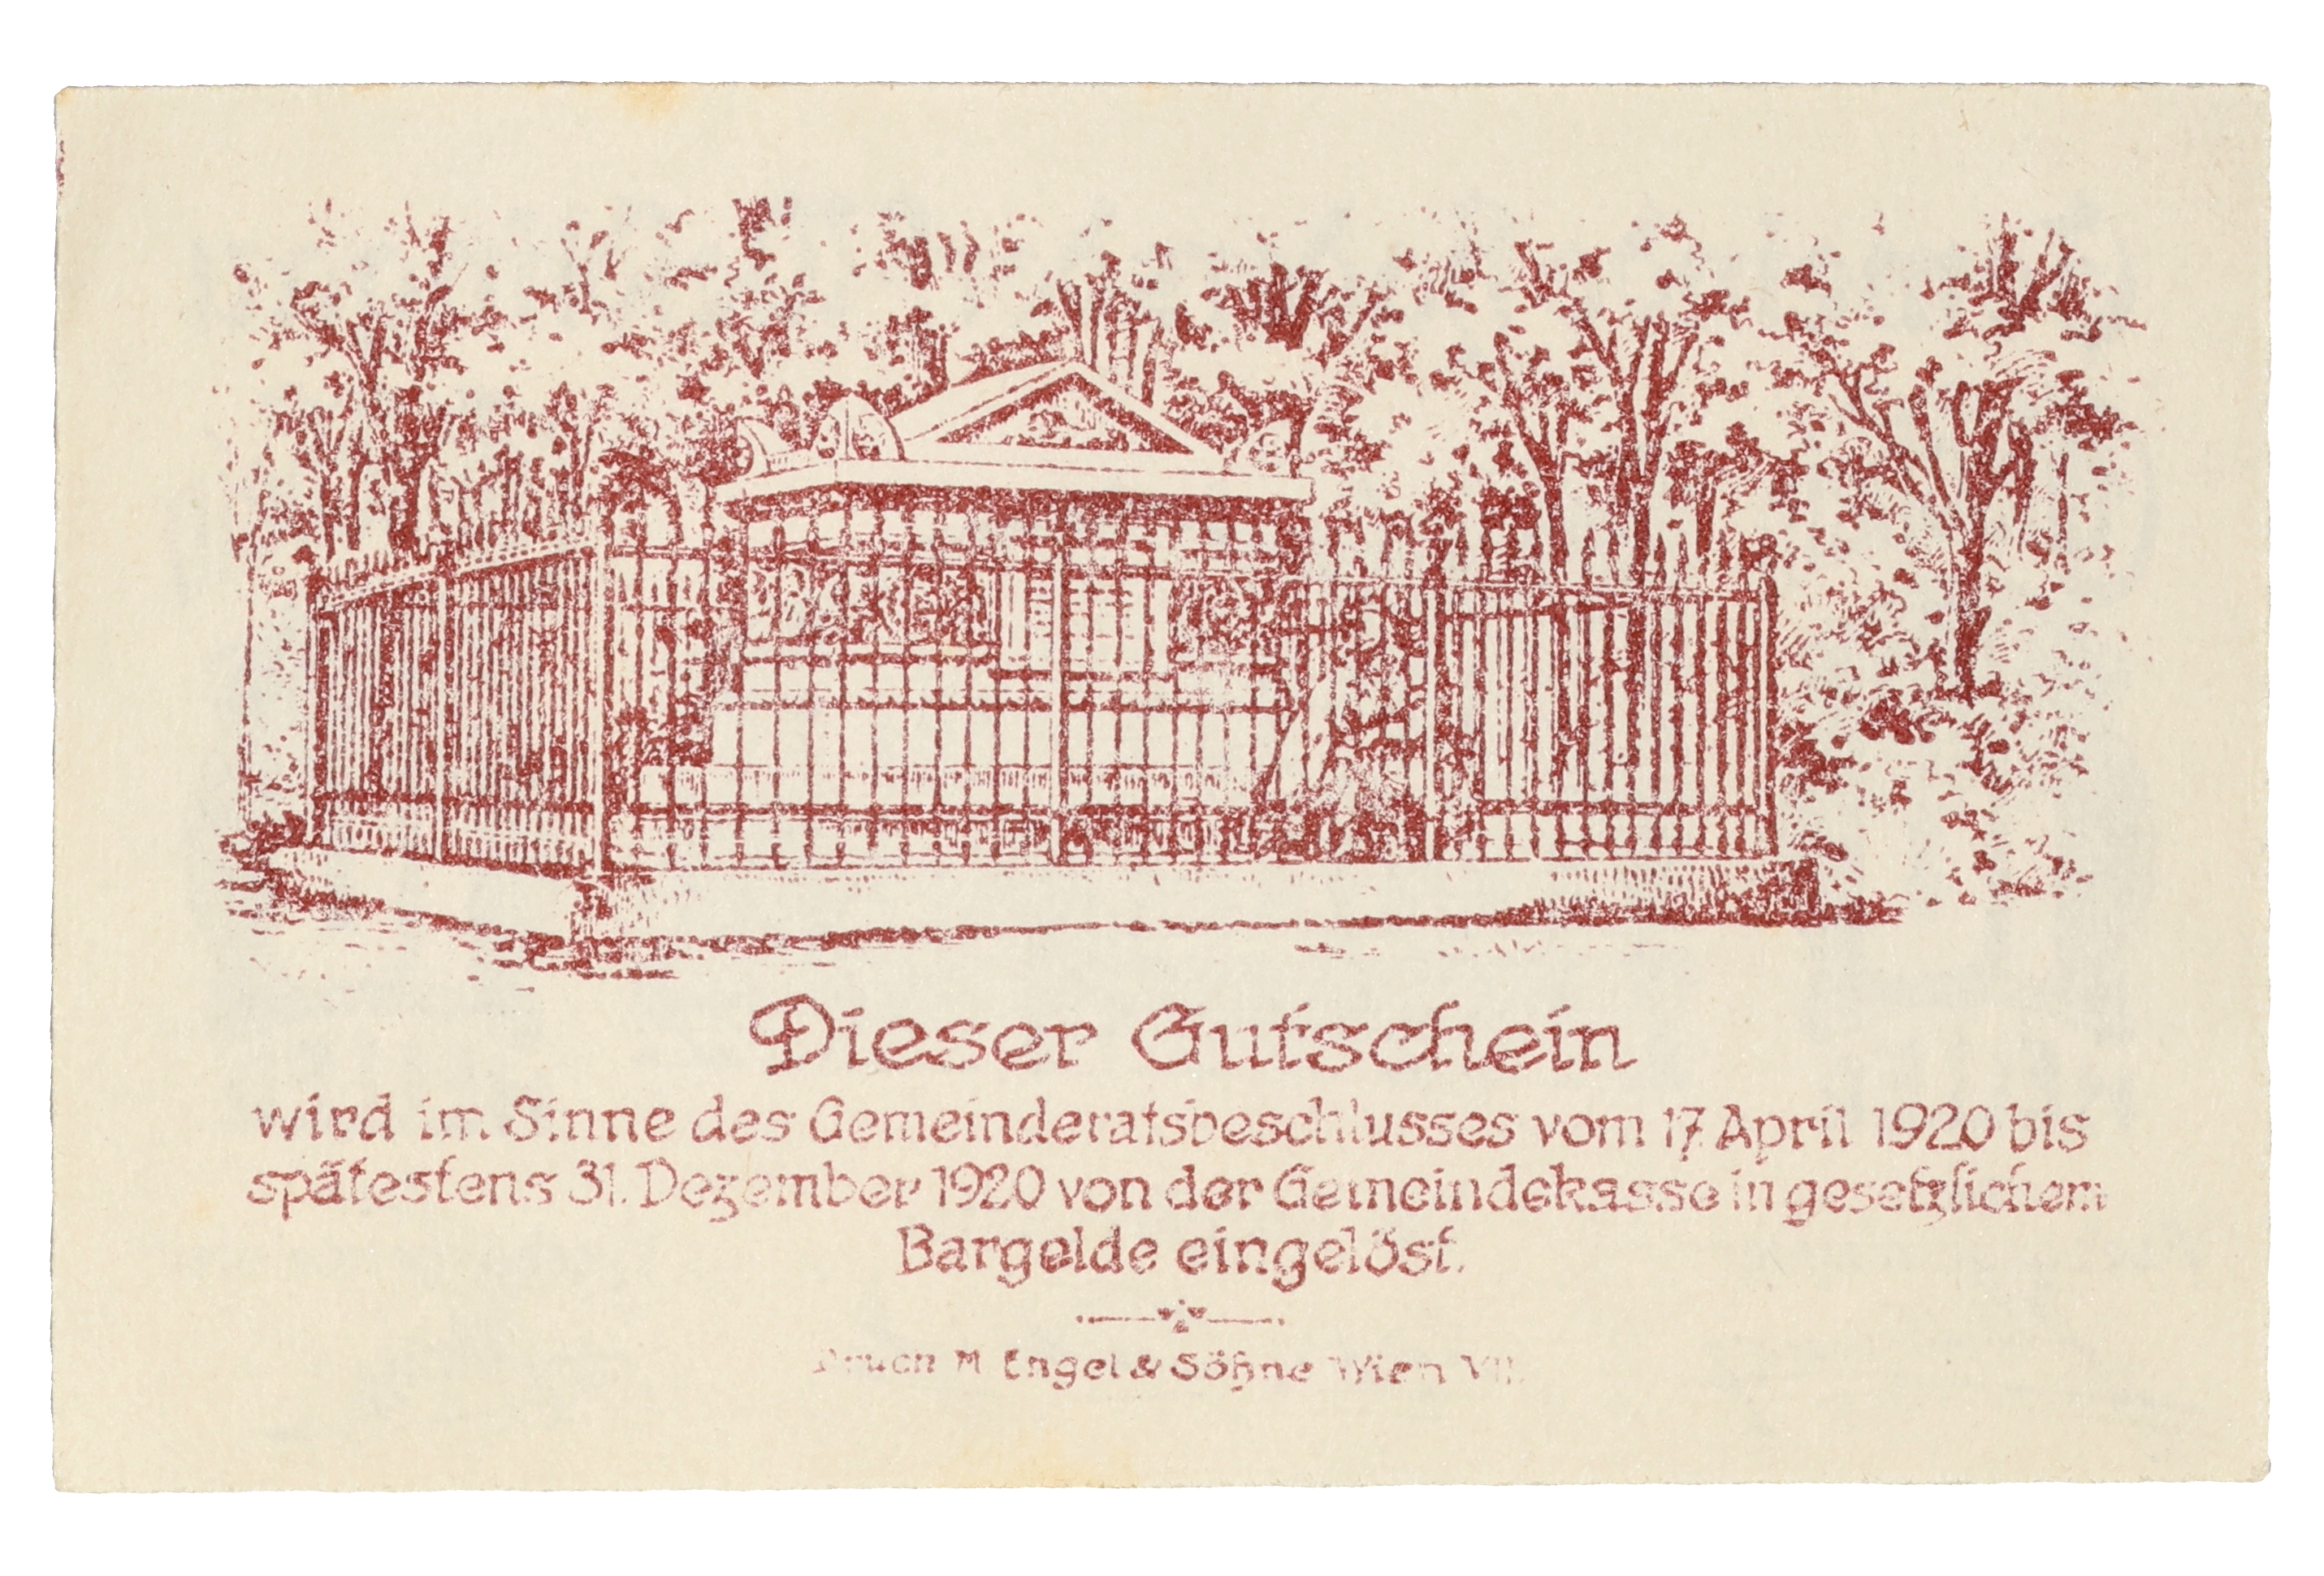 Dieser Gutschein
wird im Sinne des Gemeinderatsbeschlusses vom 17. April 1920 bis
spätestens 31. Dezember 1920 von der Gemeindekasse in gesetzlichem
Bargelde eingelöst.
M. Engel & Söhne Wien VII.